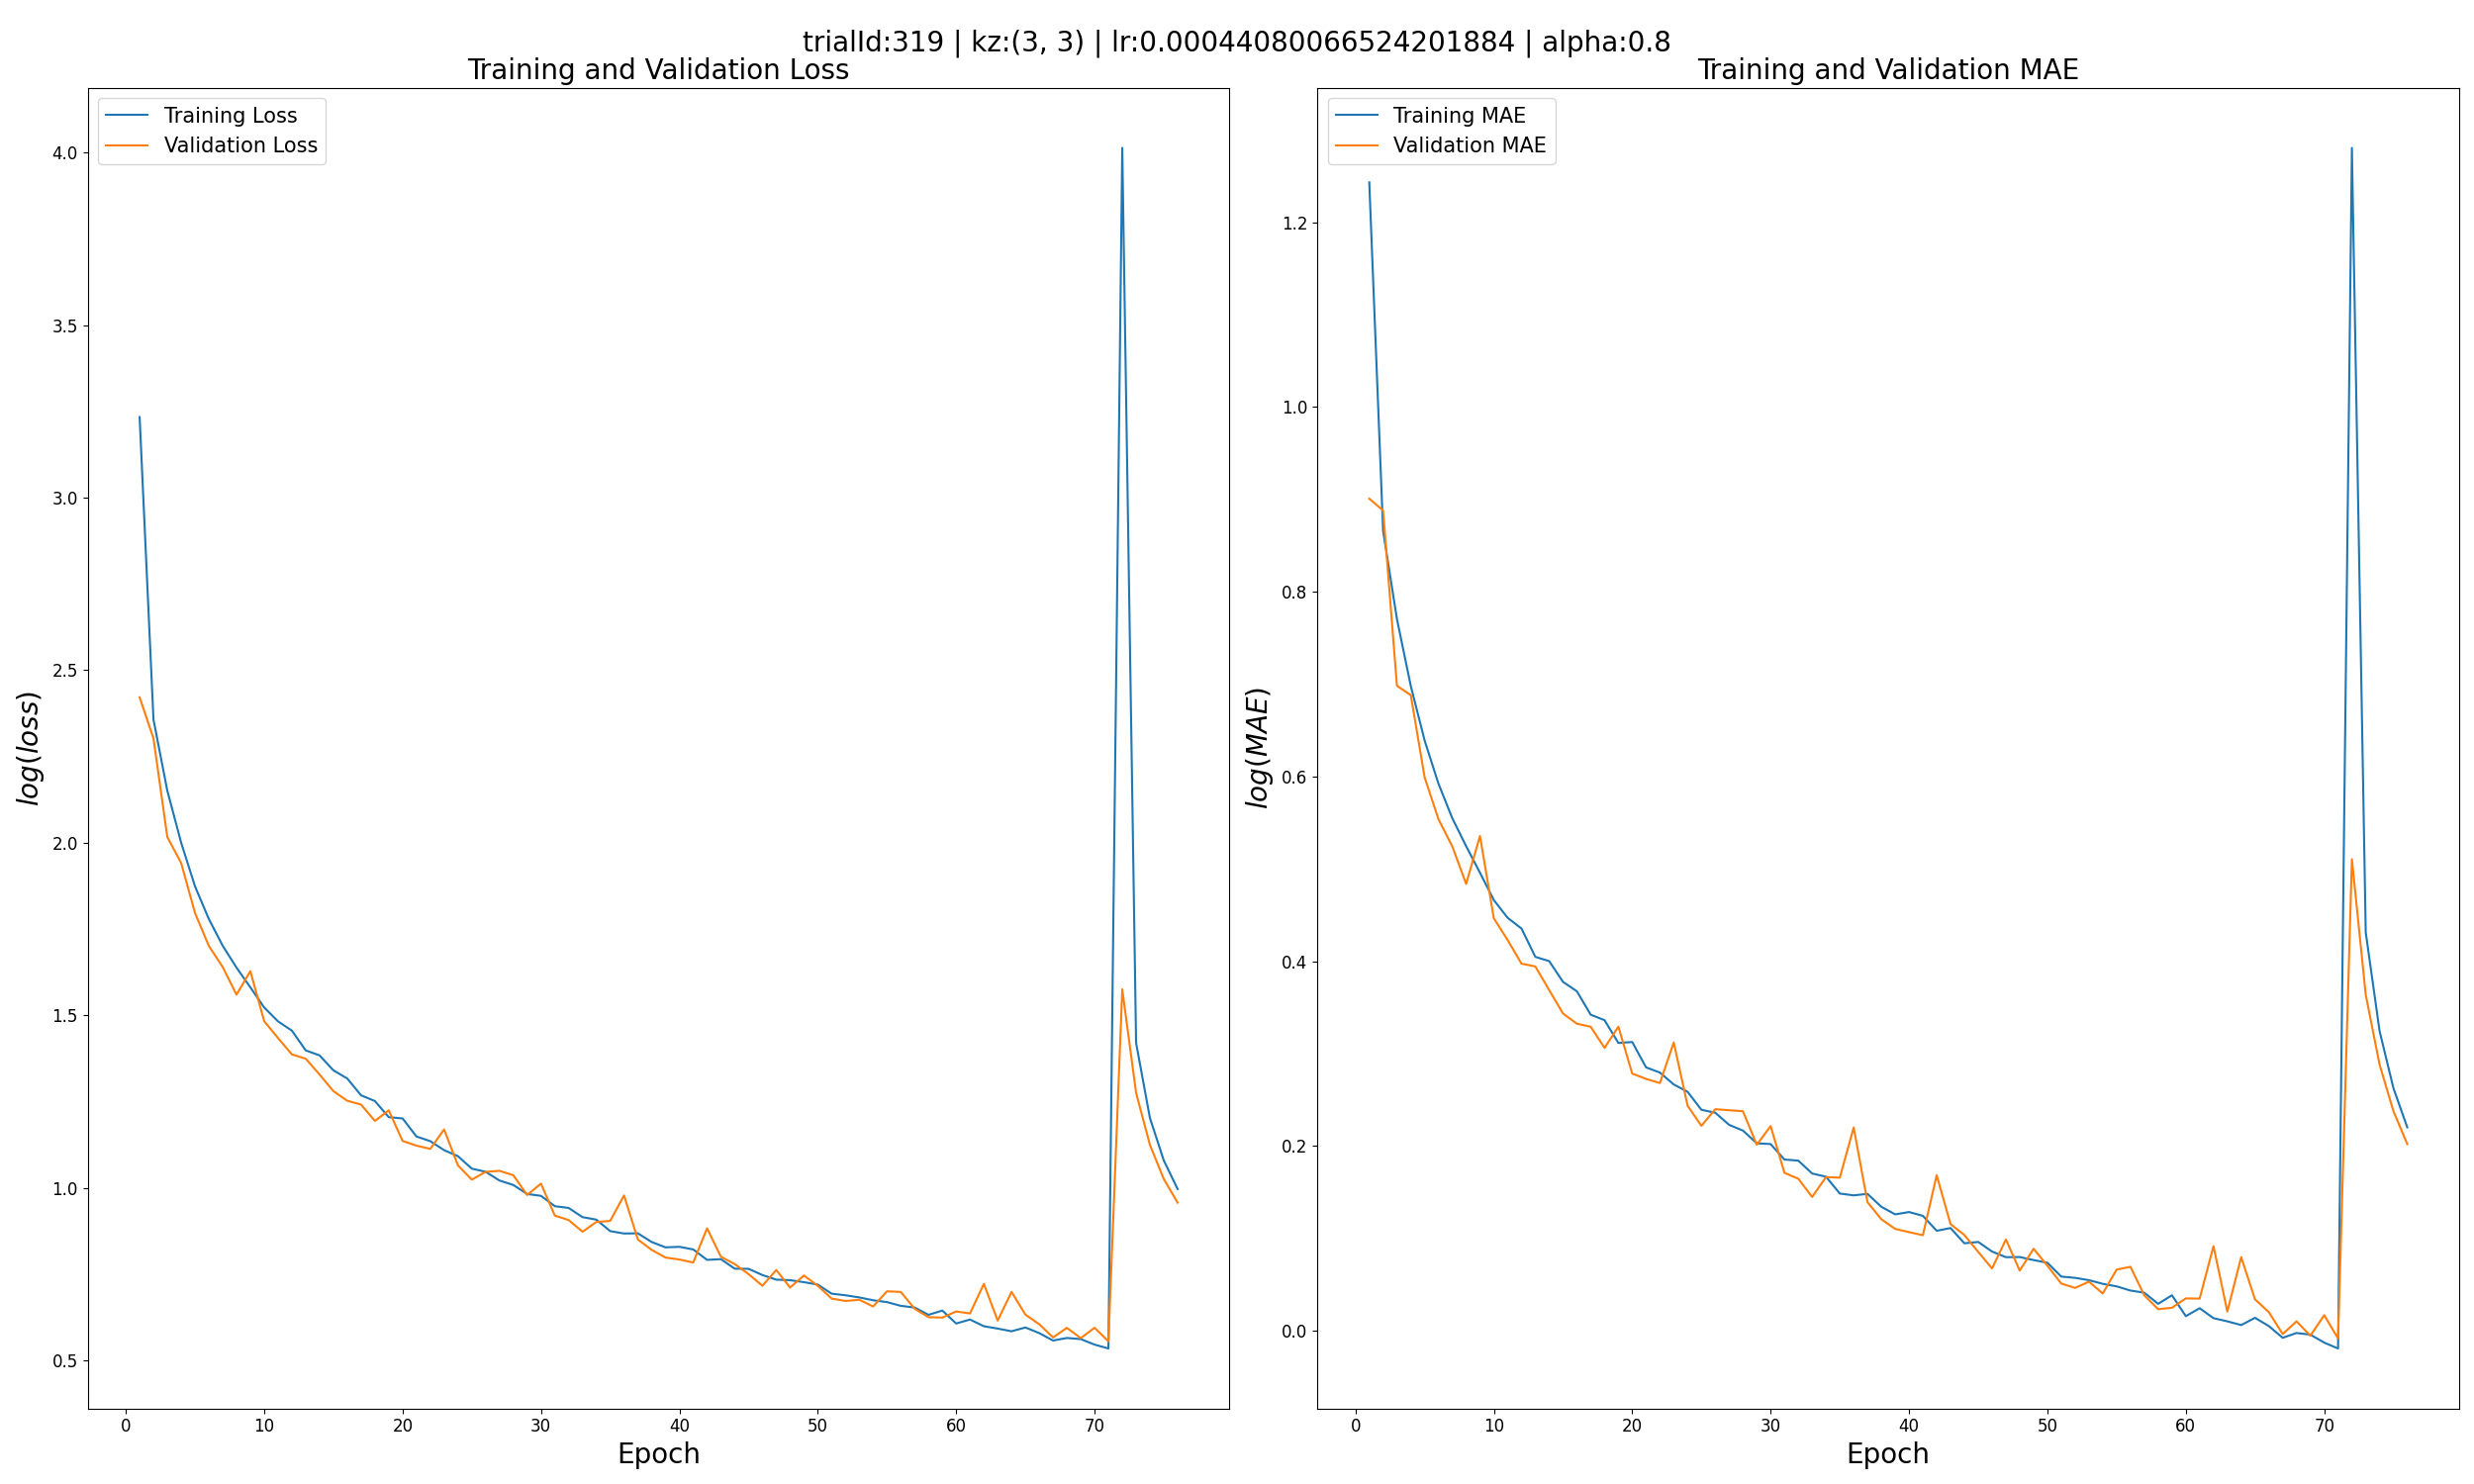 trialId:319 | kz:(3, 3) | lr:0.00044080066524201884 | alpha:0.8
Training and Validation Loss
Training Loss
Validation Loss
4.0
3.5
3.0
2.5
2.0
1.5
1.0
0.5
log(loss)
0 10 20 30 40 50 60 70
Epoch
Training and Validation MAE
Training MAE
Validation MAE
1.2
1.0
0.8
0.6
0.4
0.2
0.0
log(MAE)
0 10 20 30 40 50 60 70
Epoch